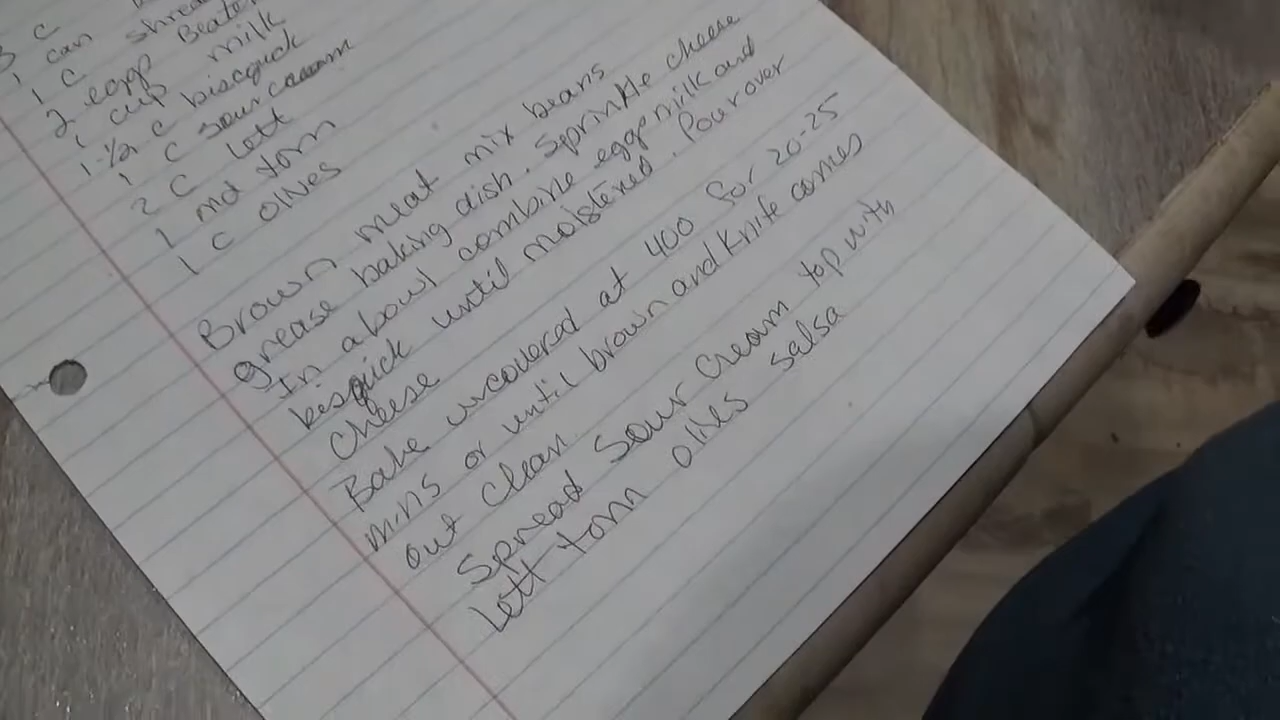 3 C
1 can
1 C shred
2 eggs Beate
1 cup milk
1 1/2 C bisquick
1 C sour cream
2 C lett
1 md tom
1 C olives
Brown meat mix beans
grease baking dish. Sprinkle cheese
In a bowl combine eggs milk and
bisquick until moistened. Pour over
Cheese
Bake uncovered at 400 for 20-25
mins or until brown and knife comes
out clean.
Spread Sour Cream top with
lett tom olives salsa